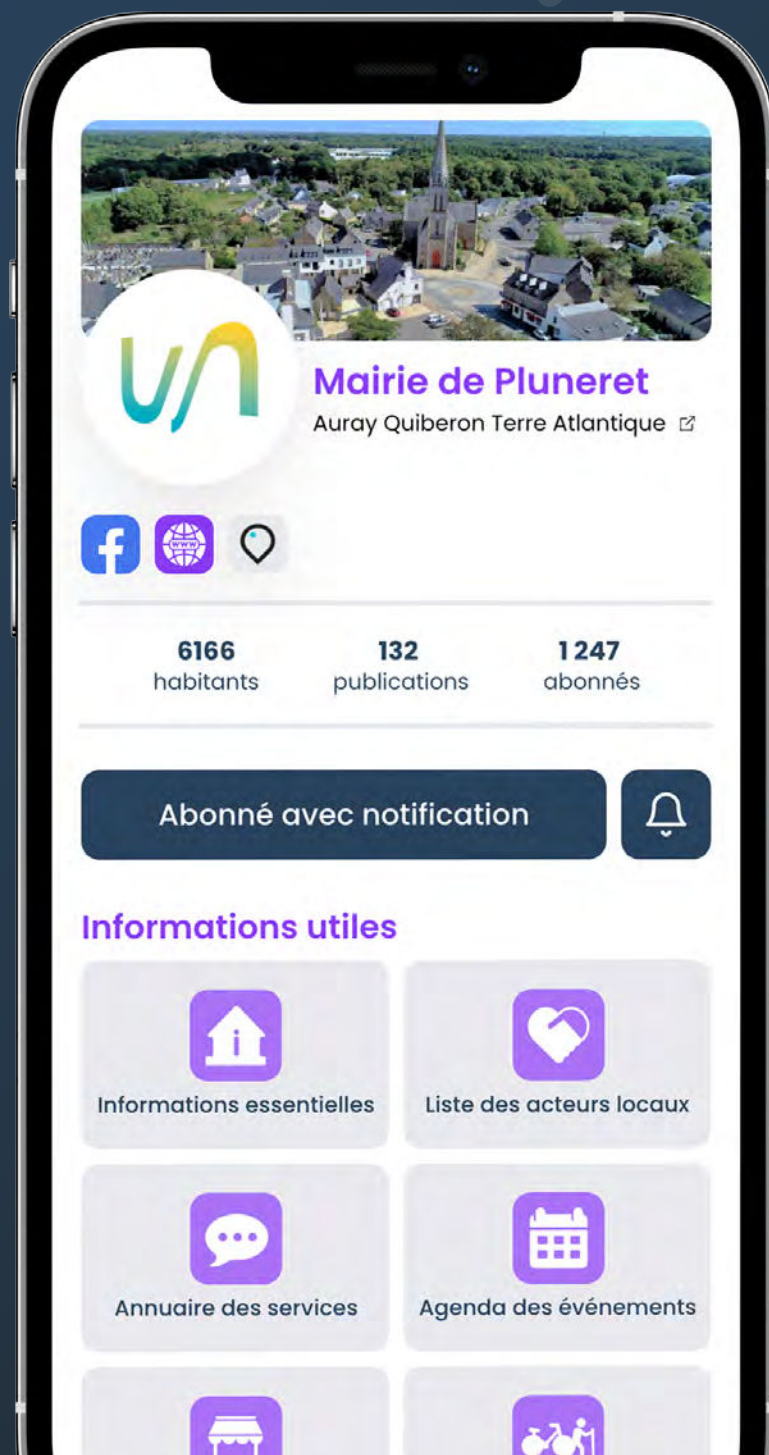 Mairie de Pluneret
Auray Quiberon Terre Atlantique
www
6166
habitants
132
publications
1 247
abonnés
Abonné avec notification
Informations utiles
Informations essentielles
Liste des acteurs locaux
Annuaire des services
Agenda des événements